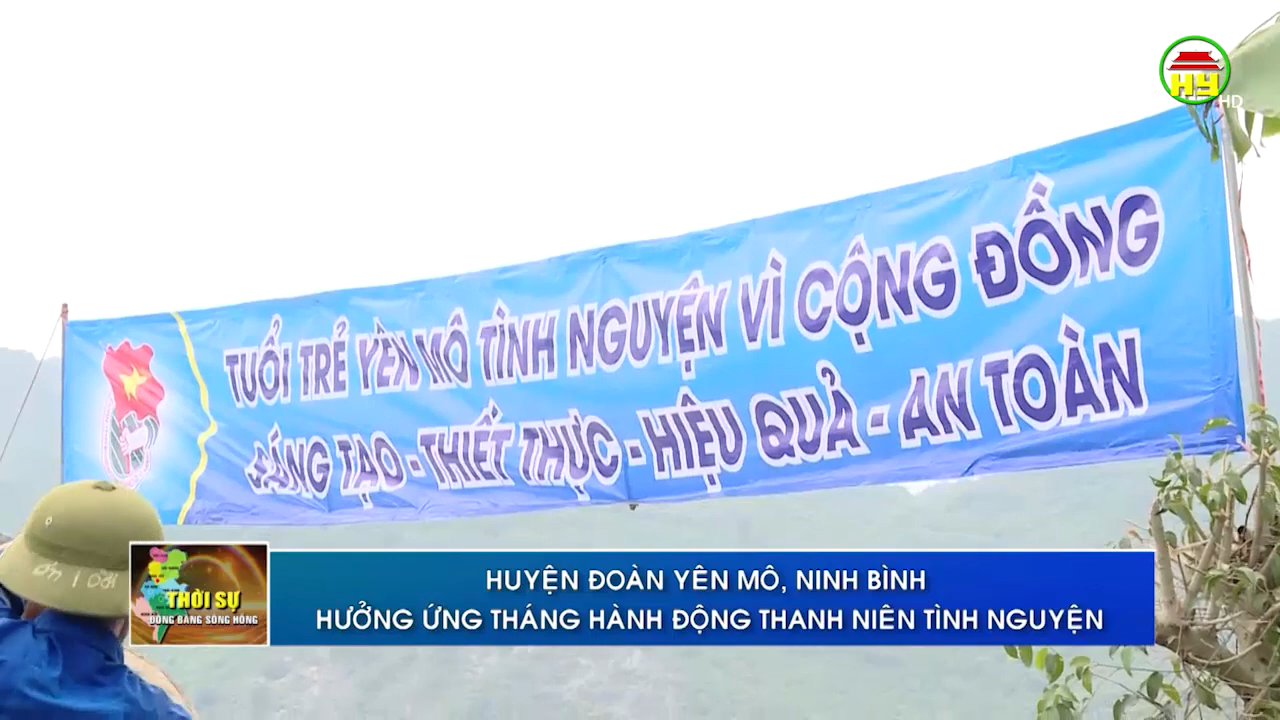 HY
HD
TUỔI TRẺ YÊN MÔ TÌNH NGUYỆN VÌ CỘNG ĐỒNG
SÁNG TẠO - THIẾT THỰC - HIỆU QUẢ - AN TOÀN
THỜI SỰ
ĐỒNG BẰNG SÔNG HỒNG
HUYỆN ĐOÀN YÊN MÔ, NINH BÌNH
HƯỞNG ỨNG THÁNG HÀNH ĐỘNG THANH NIÊN TÌNH NGUYỆN